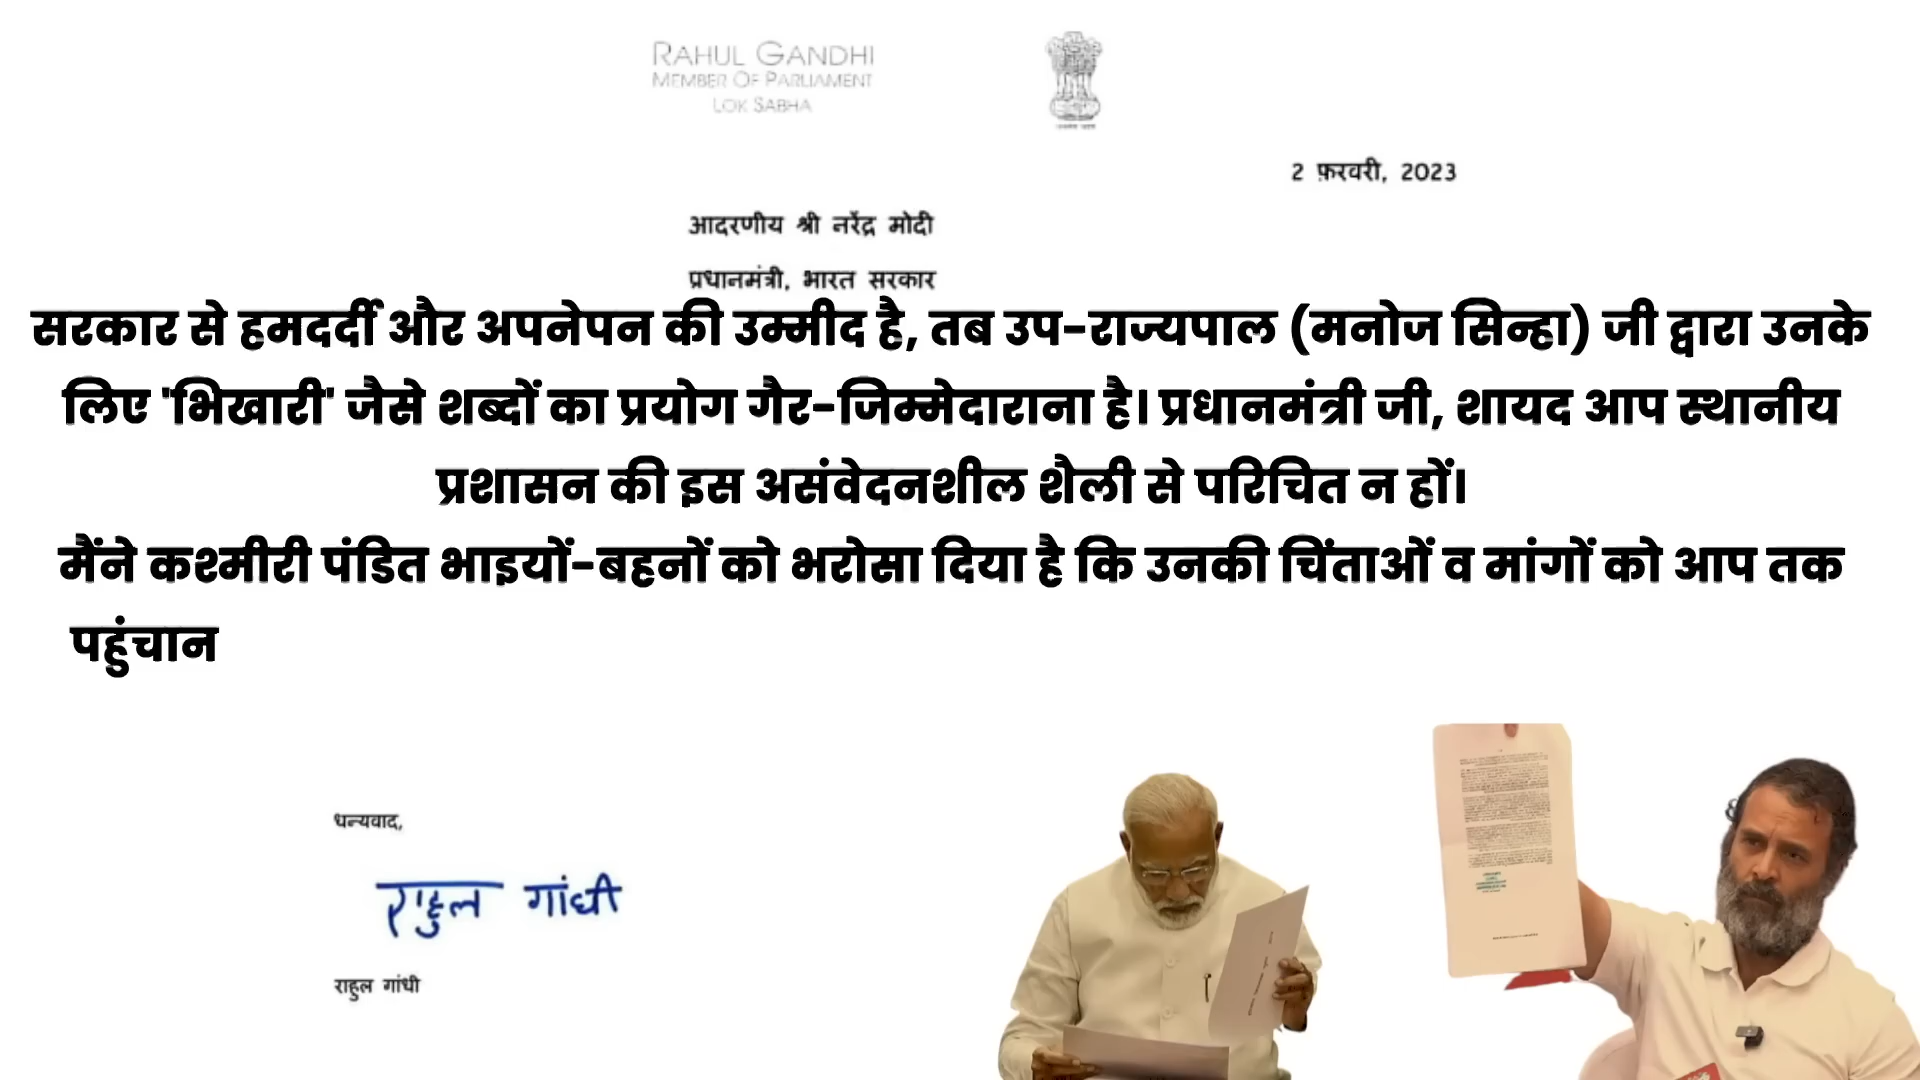 RAHUL GANDHI
MEMBER OF PARLIAMENT
LOK SABHA
2 फ़रवरी, 2023
आदरणीय श्री नरेंद्र मोदी
प्रधानमंत्री, भारत सरकार
सरकार से हमदर्दी और अपनेपन की उम्मीद है, तब उप-राज्यपाल (मनोज सिन्हा) जी द्वारा उनके
लिए 'भिखारी' जैसे शब्दों का प्रयोग गैर-जिम्मेदाराना है। प्रधानमंत्री जी, शायद आप स्थानीय
प्रशासन की इस असंवेदनशील शैली से परिचित न हों।
मैंने कश्मीरी पंडित भाइयों-बहनों को भरोसा दिया है कि उनकी चिंताओं व मांगों को आप तक
पहुंचान
धन्यवाद,
राहुल गांधी
राहुल गांधी